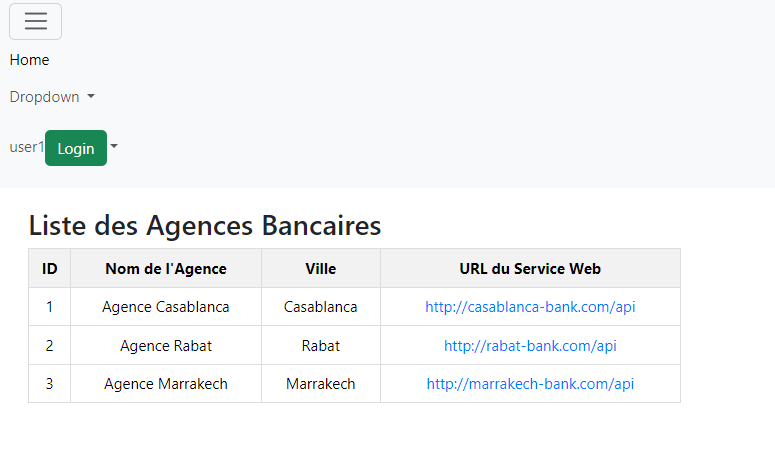 Home
Dropdown
user1 Login
Liste des Agences Bancaires
ID Nom de l'Agence Ville URL du Service Web
1 Agence Casablanca Casablanca http://casablanca-bank.com/api
2 Agence Rabat Rabat http://rabat-bank.com/api
3 Agence Marrakech Marrakech http://marrakech-bank.com/api